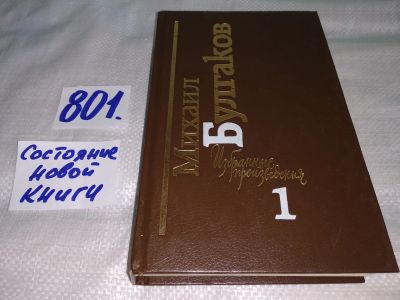 801.
Состояние
новой
книги
Михаил
Булгаков
Избранные
произведения
1